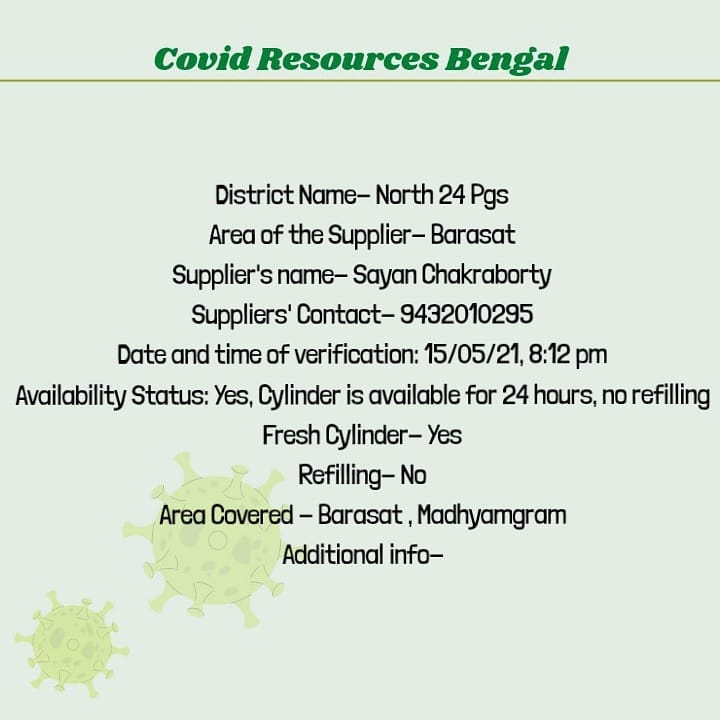 Covid Resources Bengal
District Name– North 24 Pgs
Area of the Supplier– Barasat
Supplier's name– Sayan Chakraborty
Suppliers' Contact– 9432010295
Date and time of verification: 15/05/21, 8:12 pm
Availability Status: Yes, Cylinder is available for 24 hours, no refilling
Fresh Cylinder– Yes
Refilling– No
Area Covered – Barasat , Madhyamgram
Additional info–